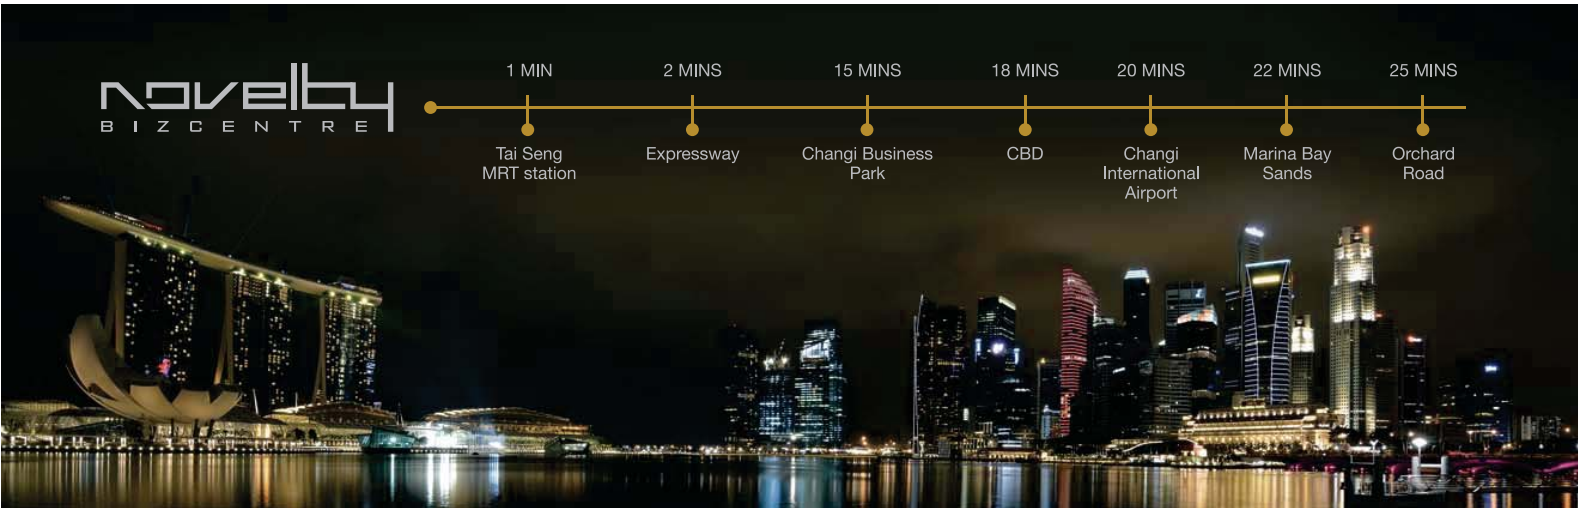 novelty
BIZCENTRE
1 MIN
2 MINS
15 MINS
18 MINS
20 MINS
22 MINS
25 MINS
Tai Seng
MRT station
Expressway
Changi Business
Park
CBD
Changi
International
Airport
Marina Bay
Sands
Orchard
Road